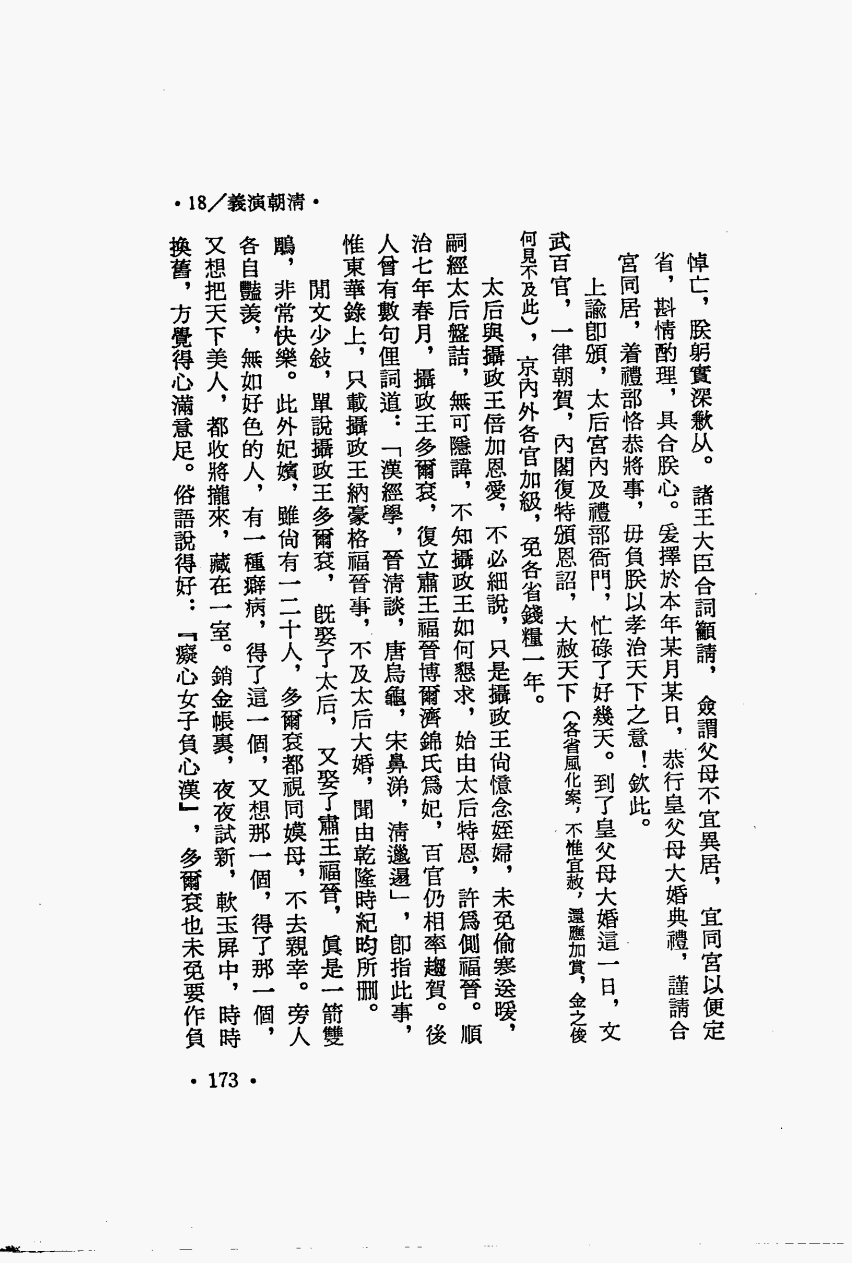 •18／義演朝清•
悼亡，朕躬實深歉仄。諸王大臣合詞籲請，僉謂父母不宜異居，宜同宮以便定
省，斟情酌理，具合朕心。爰擇於本年某月某日，恭行皇父母大婚典禮，謹請合
宮同居，着禮部恪恭將事，毋負朕以孝治天下之意！欽此。
上諭卽頒，太后宮內及禮部衙門，忙碌了好幾天。到了皇父母大婚這一日，文
武百官，一律朝賀，內閣復特頒恩詔，大赦天下（各省風化案，不惟宜赦，還應加賞，金之俊
何見不及此），京內外各官加級，免各省錢糧一年。
太后與攝政王倍加恩愛，不必細說，只是攝政王尙憶念姪婦，未免偷寒送暖，
嗣經太后盤詰，無可隱諱，不知攝政王如何懇求，始由太后特恩，許爲側福晉。順
治七年春月，攝政王多爾袞，復立肅王福晉博爾濟錦氏爲妃，百官仍相率趨賀。後
人曾有數句俚詞道：「漢經學，晉清談，唐烏龜，宋鼻涕，清邋遢」，卽指此事，
惟東華錄上，只載攝政王納豪格福晉事，不及太后大婚，聞由乾隆時紀昀所刪。
閒文少敍，單說攝政王多爾袞，旣娶了太后，又娶了肅王福晉，眞是一箭雙
鵰，非常快樂。此外妃嬪，雖尙有一二十人，多爾袞都視同嫫母，不去親幸。旁人
各自豔羨，無如好色的人，有一種癖病，得了這一個，又想那一個，得了那一個，
又想把天下美人，都收將攏來，藏在一室。銷金帳裏，夜夜試新，軟玉屏中，時時
換舊，方覺得心滿意足。俗語說得好：『癡心女子負心漢』，多爾袞也未免要作負
•173•